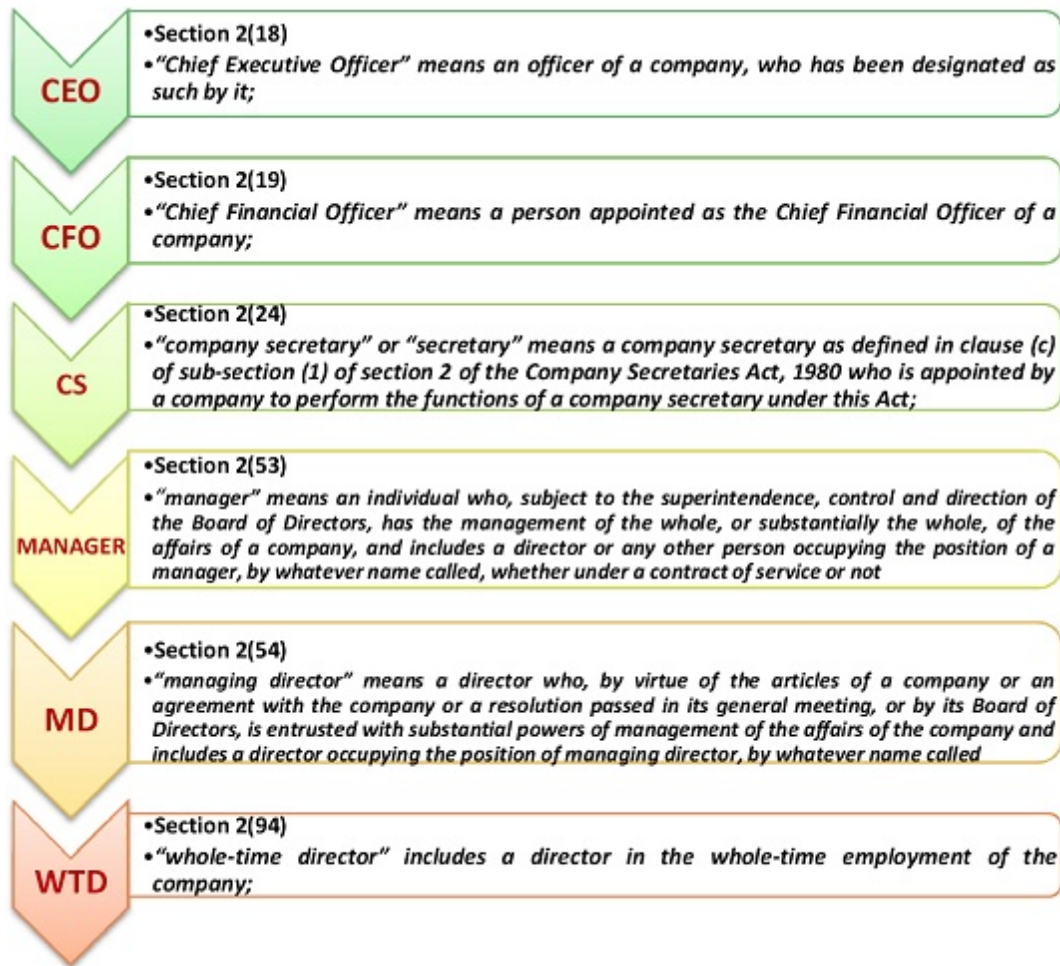 CEO
•Section 2(18)
•“Chief Executive Officer” means an officer of a company, who has been designated as
such by it;
CFO
•Section 2(19)
•“Chief Financial Officer” means a person appointed as the Chief Financial Officer of a
company;
CS
•Section 2(24)
•“company secretary” or “secretary” means a company secretary as defined in clause (c)
of sub-section (1) of section 2 of the Company Secretaries Act, 1980 who is appointed by
a company to perform the functions of a company secretary under this Act;
MANAGER
•Section 2(53)
•“manager” means an individual who, subject to the superintendence, control and direction of
the Board of Directors, has the management of the whole, or substantially the whole, of the
affairs of a company, and includes a director or any other person occupying the position of a
manager, by whatever name called, whether under a contract of service or not
MD
•Section 2(54)
•“managing director” means a director who, by virtue of the articles of a company or an
agreement with the company or a resolution passed in its general meeting, or by its Board of
Directors, is entrusted with substantial powers of management of the affairs of the company and
includes a director occupying the position of managing director, by whatever name called
WTD
•Section 2(94)
•“whole-time director” includes a director in the whole-time employment of the
company;